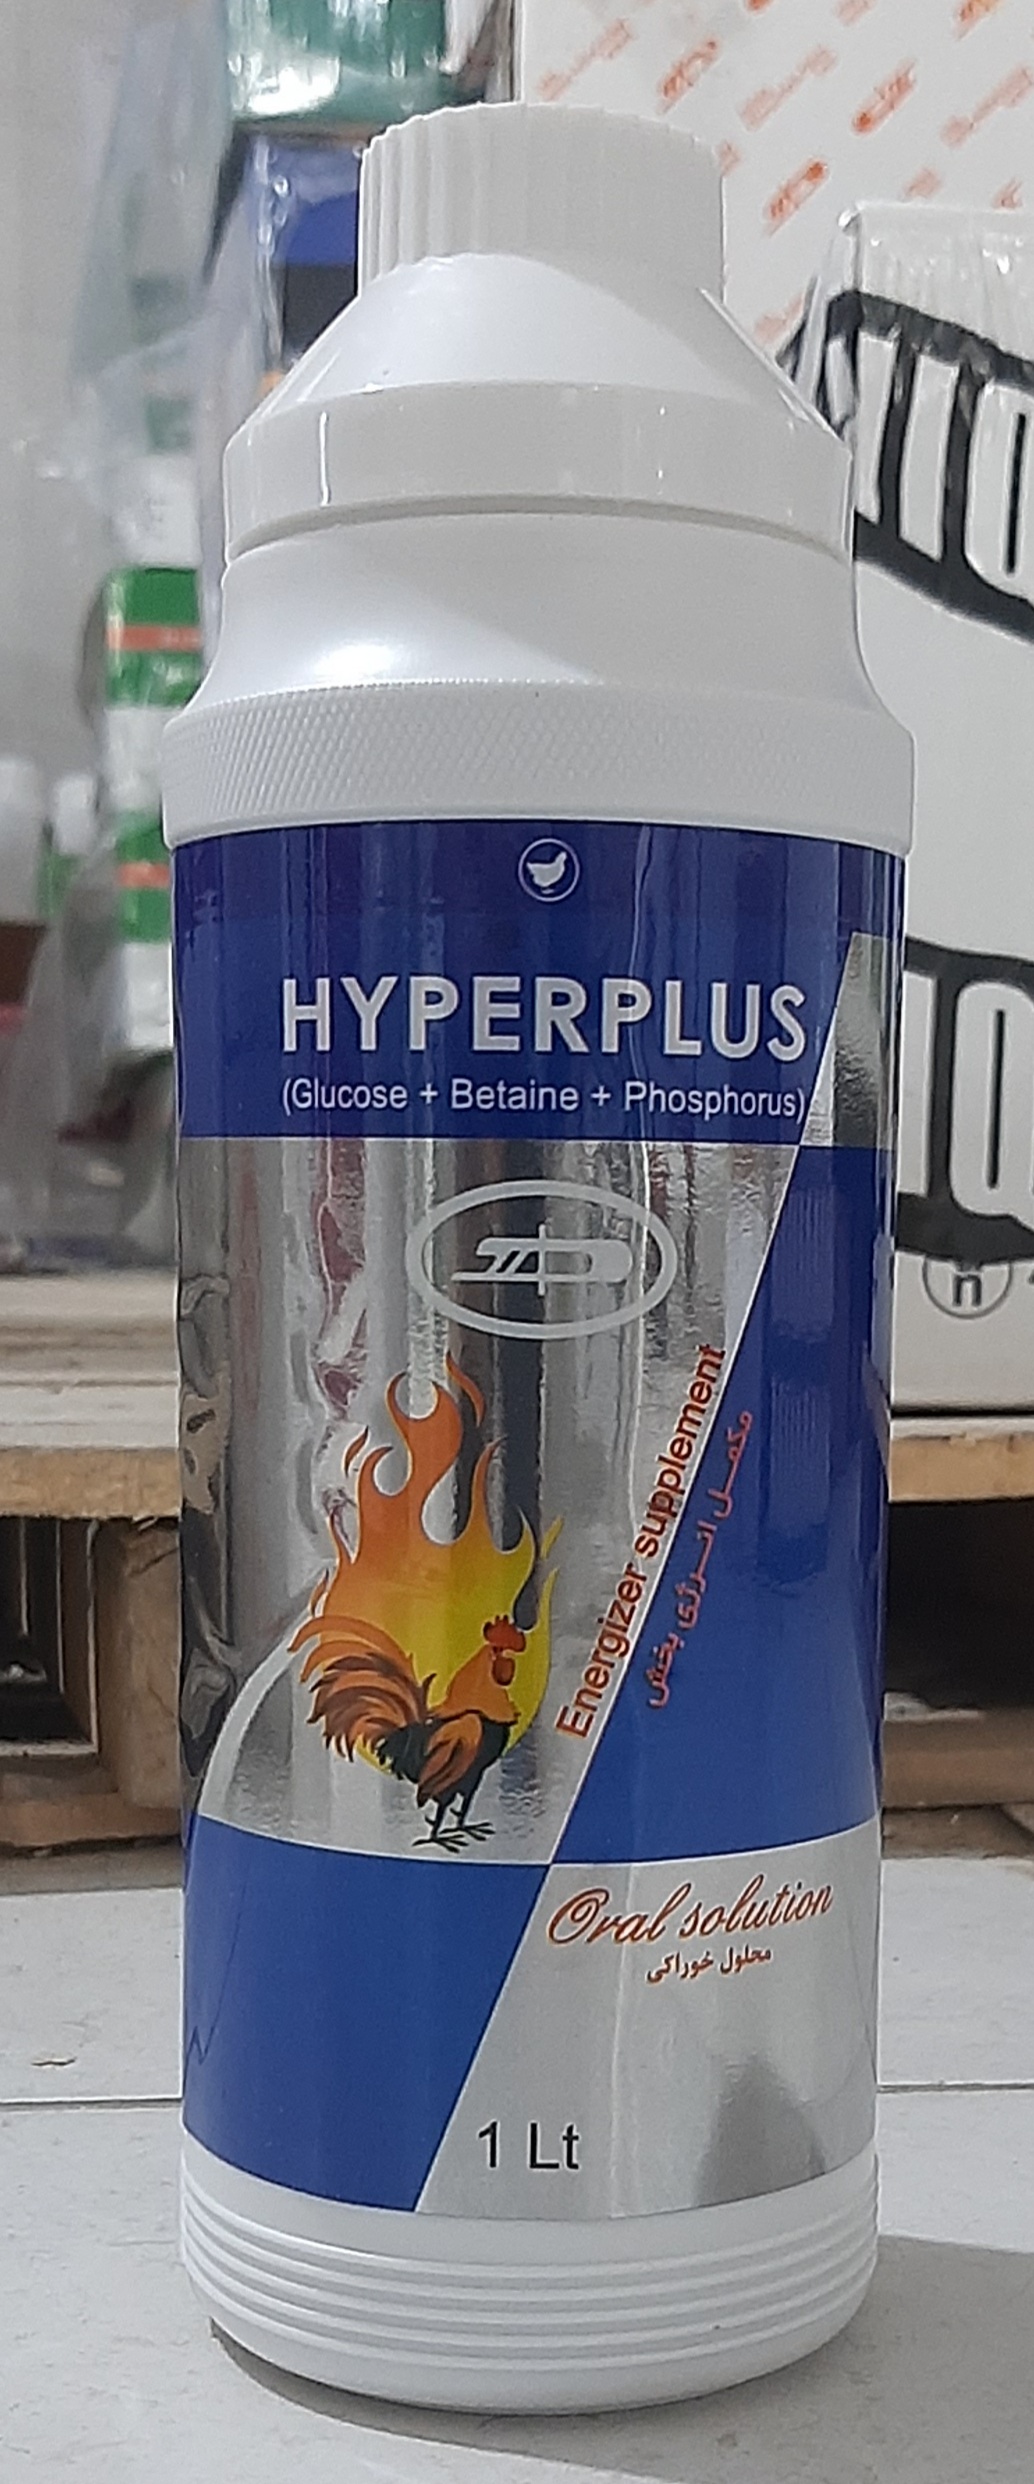 HYPERPLUS
(Glucose + Betaine + Phosphorus)
Energizer supplement
مکمل انرژی بخش
Oral solution
محلول خوراکی
1 Lt
n